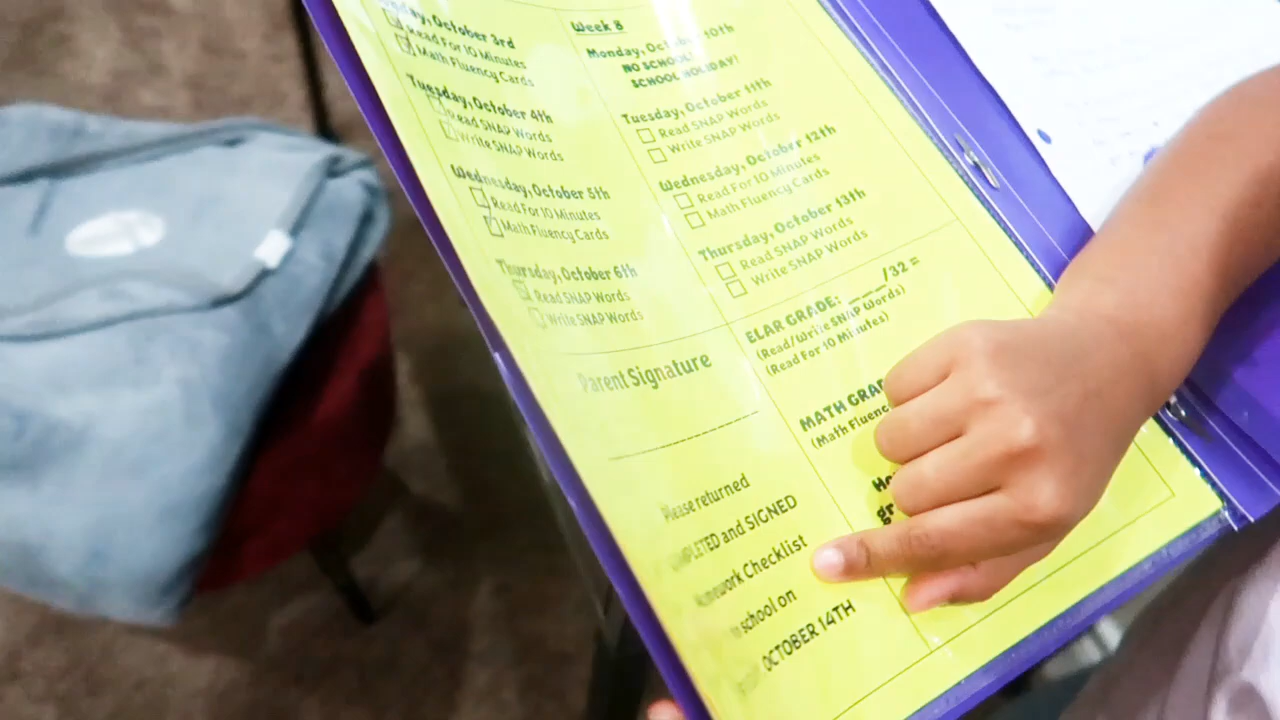 October 3rd
Read For 10 Minutes
Math Fluency Cards
Tuesday, October 4th
Read SNAP Words
Write SNAP Words
Wednesday, October 5th
Read For 10 Minutes
Math Fluency Cards
Thursday, October 6th
Read SNAP Words
Write SNAP Words
Parent Signature
Please returned
COMPLETED and SIGNED
Homework Checklist
school on
OCTOBER 14TH
Week 8
Monday, October 10th
NO SCHOOL
SCHOOL HOLIDAY!
Tuesday, October 11th
Read SNAP Words
Write SNAP Words
Wednesday, October 12th
Read For 10 Minutes
Math Fluency Cards
Thursday, October 13th
Read SNAP Words
Write SNAP Words
ELAR GRADE: ____/32 =
(Read/Write SNAP Words)
(Read For 10 Minutes)
MATH GRA
(Math Fluenc
Ho
gr